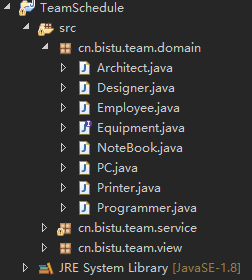 TeamSchedule
src
cn.bistu.team.domain
Architect.java
Designer.java
Employee.java
Equipment.java
NoteBook.java
PC.java
Printer.java
Programmer.java
cn.bistu.team.service
cn.bistu.team.view
JRE System Library [JavaSE-1.8]